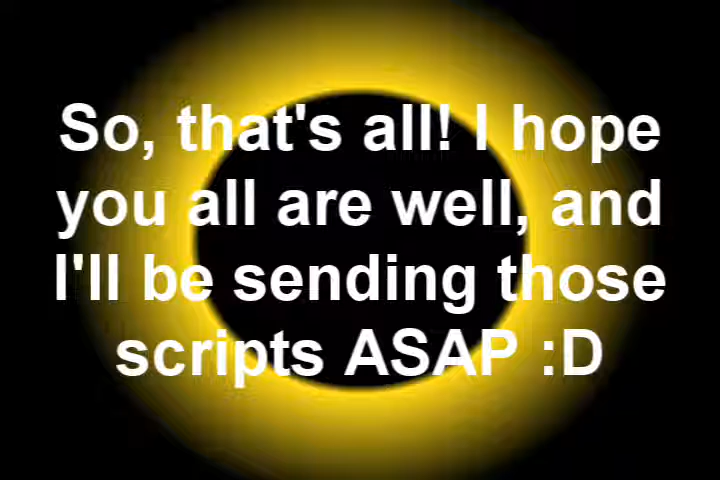 So, that's all! I hope
you all are well, and
I'll be sending those
scripts ASAP :D